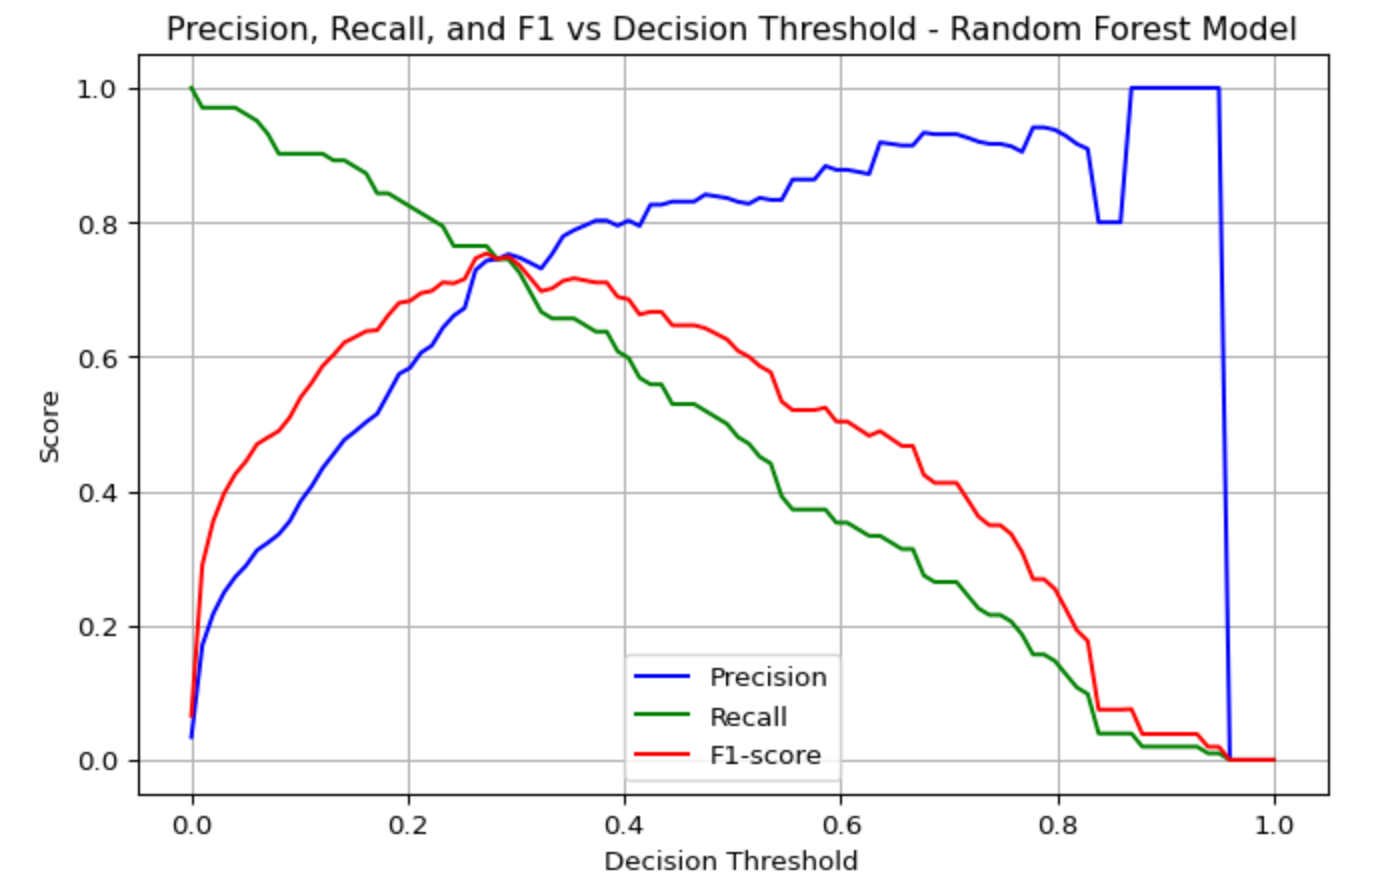 Precision, Recall, and F1 vs Decision Threshold - Random Forest Model
1.0
0.8
0.6
0.4
0.2
0.0
Score
Precision
Recall
F1-score
0.0 0.2 0.4 0.6 0.8 1.0
Decision Threshold